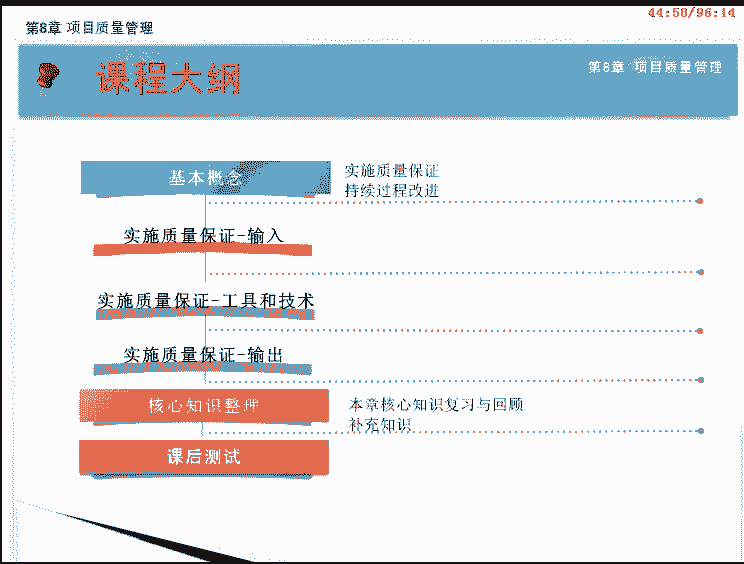 44:58/96:14
第8章 项目质量管理
课程大纲
第8章 项目质量管理
基本概念
实施质量保证
持续过程改进
实施质量保证-输入
实施质量保证-工具和技术
实施质量保证-输出
核心知识整理
本章核心知识复习与回顾
补充知识
课后测试